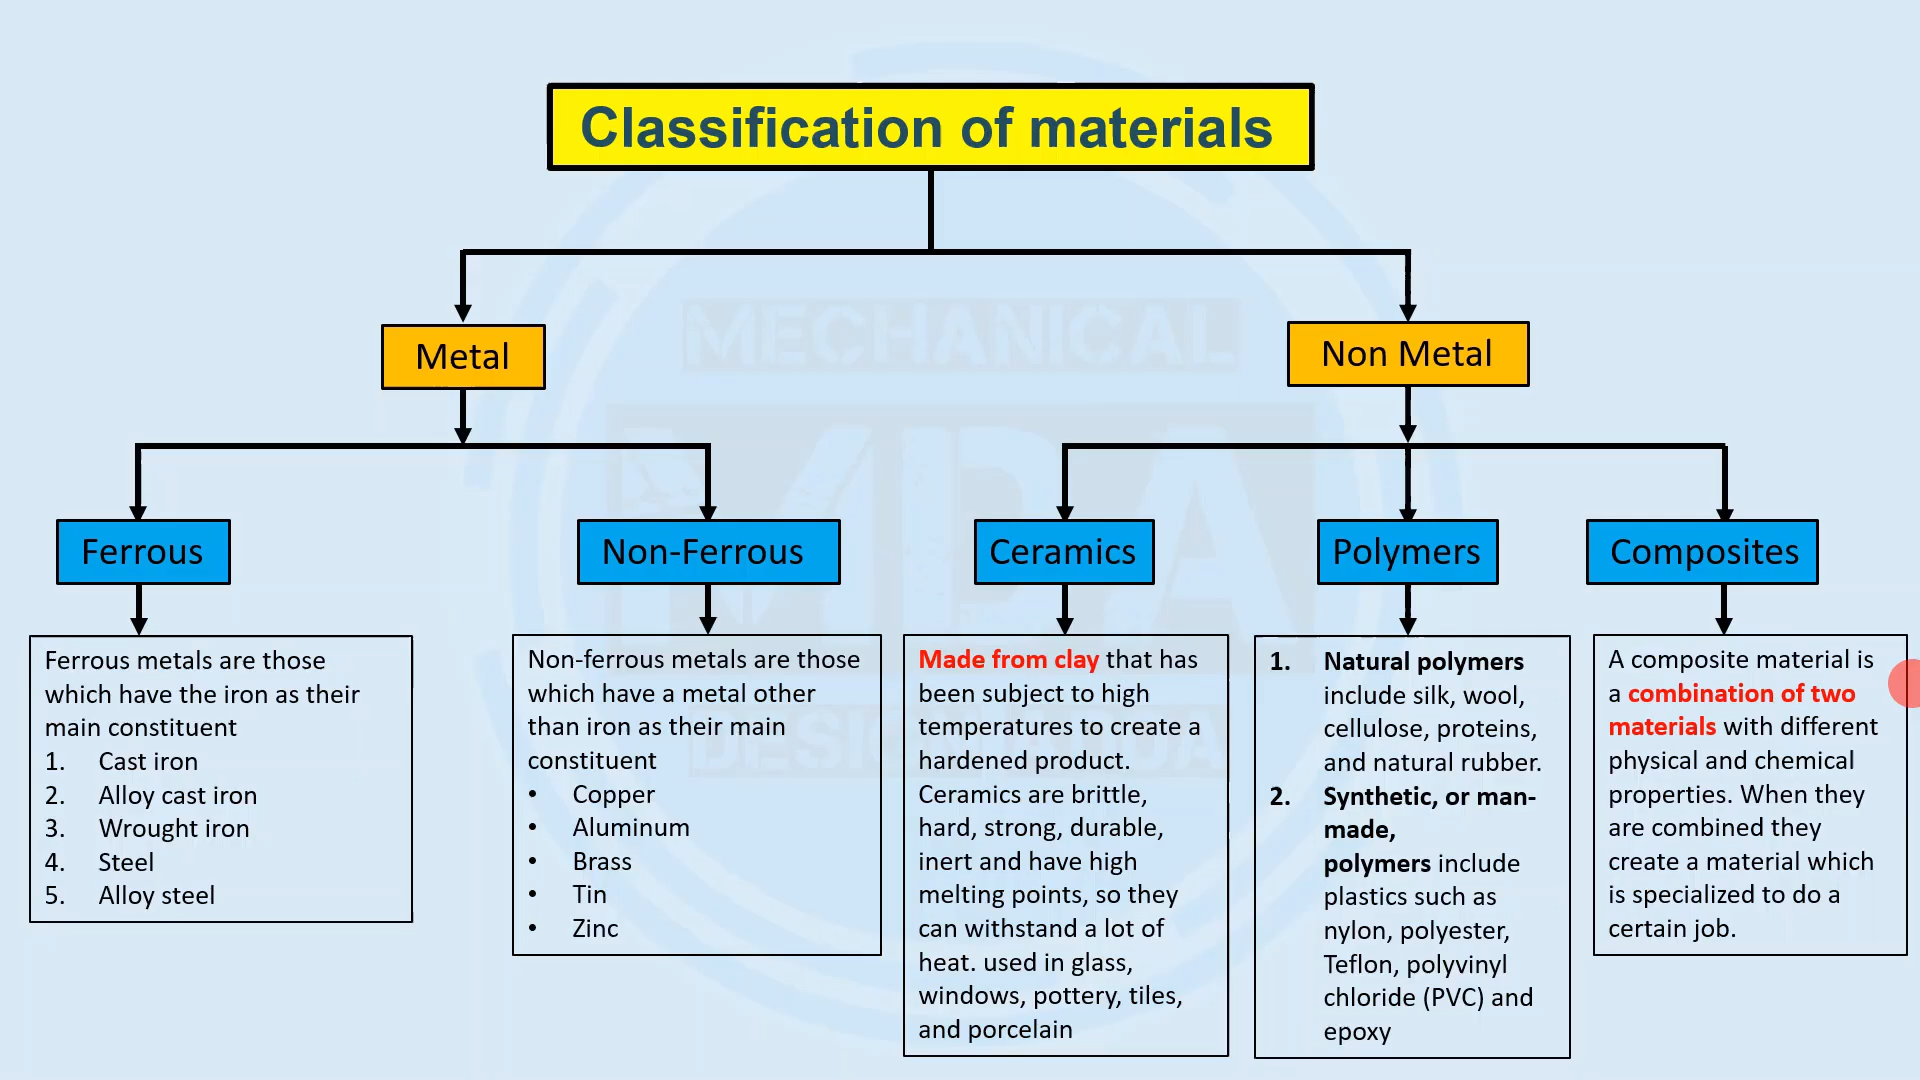 Classification of materials
MECHANICAL
MDA
DESIGN ADDA
Metal
Non Metal
Ferrous
Non-Ferrous
Ceramics
Polymers
Composites
Ferrous metals are those
which have the iron as their
main constituent
1. Cast iron
2. Alloy cast iron
3. Wrought iron
4. Steel
5. Alloy steel
Non-ferrous metals are those
which have a metal other
than iron as their main
constituent
• Copper
• Aluminum
• Brass
• Tin
• Zinc
Made from clay that has
been subject to high
temperatures to create a
hardened product.
Ceramics are brittle,
hard, strong, durable,
inert and have high
melting points, so they
can withstand a lot of
heat. used in glass,
windows, pottery, tiles,
and porcelain
1. Natural polymers
include silk, wool,
cellulose, proteins,
and natural rubber.
2. Synthetic, or man-
made,
polymers include
plastics such as
nylon, polyester,
Teflon, polyvinyl
chloride (PVC) and
epoxy
A composite material is
a combination of two
materials with different
physical and chemical
properties. When they
are combined they
create a material which
is specialized to do a
certain job.